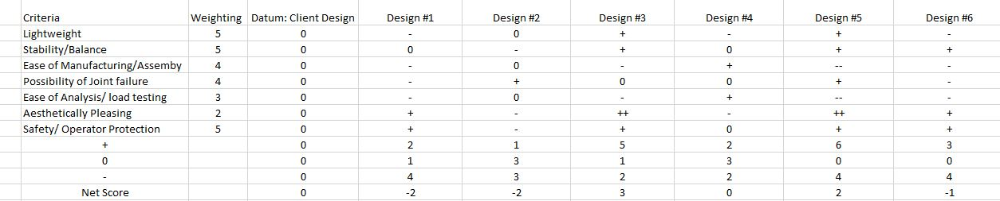 Criteria Weighting Datum: Client Design Design #1 Design #2 Design #3 Design #4 Design #5 Design #6
Lightweight 5 0 - 0 + - + -
Stability/Balance 5 0 0 - + 0 + +
Ease of Manufacturing/Assemby 4 0 - 0 - + -- -
Possibility of Joint failure 4 0 - + 0 0 + -
Ease of Analysis/ load testing 3 0 - 0 - + -- -
Aesthetically Pleasing 2 0 + - ++ - ++ +
Safety/ Operator Protection 5 0 + - + 0 + +
+ 0 2 1 5 2 6 3
0 0 1 3 1 3 0 0
- 0 4 3 2 2 4 4
Net Score 0 -2 -2 3 0 2 -1